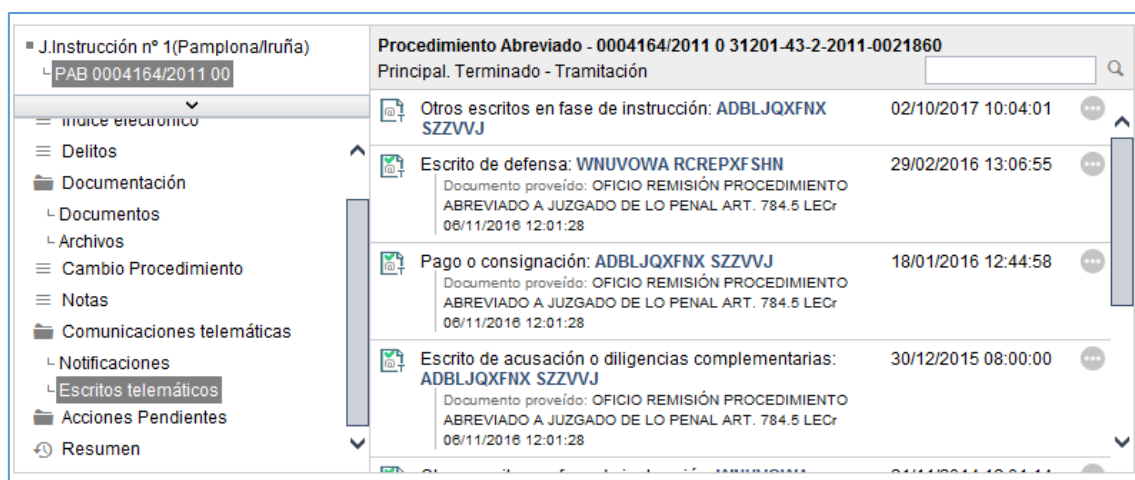 J.Instrucción nº 1(Pamplona/Iruña)
PAB 0004164/2011 00
Índice electrónico
Delitos
Documentación
Documentos
Archivos
Cambio Procedimiento
Notas
Comunicaciones telemáticas
Notificaciones
Escritos telemáticos
Acciones Pendientes
Resumen
Procedimiento Abreviado - 0004164/2011 0 31201-43-2-2011-0021860
Principal. Terminado - Tramitación
Otros escritos en fase de instrucción: ADBLJQXFNX 02/10/2017 10:04:01
SZZVVJ
Escrito de defensa: WNUVOWA RCREPXFSHN 29/02/2016 13:06:55
Documento proveído: OFICIO REMISIÓN PROCEDIMIENTO
ABREVIADO A JUZGADO DE LO PENAL ART. 784.5 LECr
06/11/2016 12:01:28
Pago o consignación: ADBLJQXFNX SZZVVJ 18/01/2016 12:44:58
Documento proveído: OFICIO REMISIÓN PROCEDIMIENTO
ABREVIADO A JUZGADO DE LO PENAL ART. 784.5 LECr
06/11/2016 12:01:28
Escrito de acusación o diligencias complementarias: 30/12/2015 08:00:00
ADBLJQXFNX SZZVVJ
Documento proveído: OFICIO REMISIÓN PROCEDIMIENTO
ABREVIADO A JUZGADO DE LO PENAL ART. 784.5 LECr
06/11/2016 12:01:28